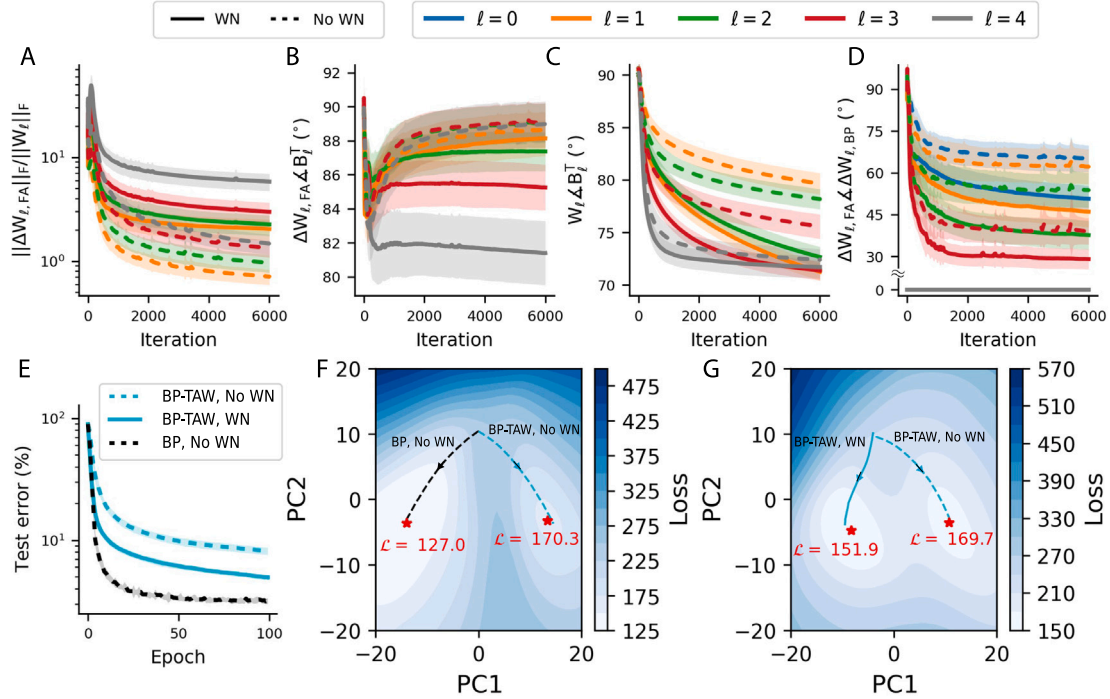 WN No WN ℓ = 0 ℓ = 1 ℓ = 2 ℓ = 3 ℓ = 4
A
||ΔW_ℓ,FA||_F/||W_ℓ||_F
10^1
10^0
0 2000 4000 6000
Iteration
B
ΔW_ℓ,FA∡B_ℓ^T (°)
90
88
86
84
82
80
0 2000 4000 6000
Iteration
C
W_ℓ∡B_ℓ^T (°)
90
85
80
75
70
0 2000 4000 6000
Iteration
D
ΔW_ℓ,FA∡ΔW_ℓ,BP (°)
90
75
60
45
30
0
0 2000 4000 6000
Iteration
E
BP-TAW, No WN
BP-TAW, WN
BP, No WN
Test error (%)
10^2
10^1
0 50 100
Epoch
F
PC2
20
10
0
−10
−20
BP, No WN
BP-TAW, No WN
ℒ = 127.0
ℒ = 170.3
−20 0 20
PC1
475
425
375
325
275
225
175
125
Loss
G
PC2
20
10
0
−10
−20
BP-TAW, WN
BP-TAW, No WN
ℒ = 151.9
ℒ = 169.7
−20 0 20
PC1
570
510
450
390
330
270
210
150
Loss